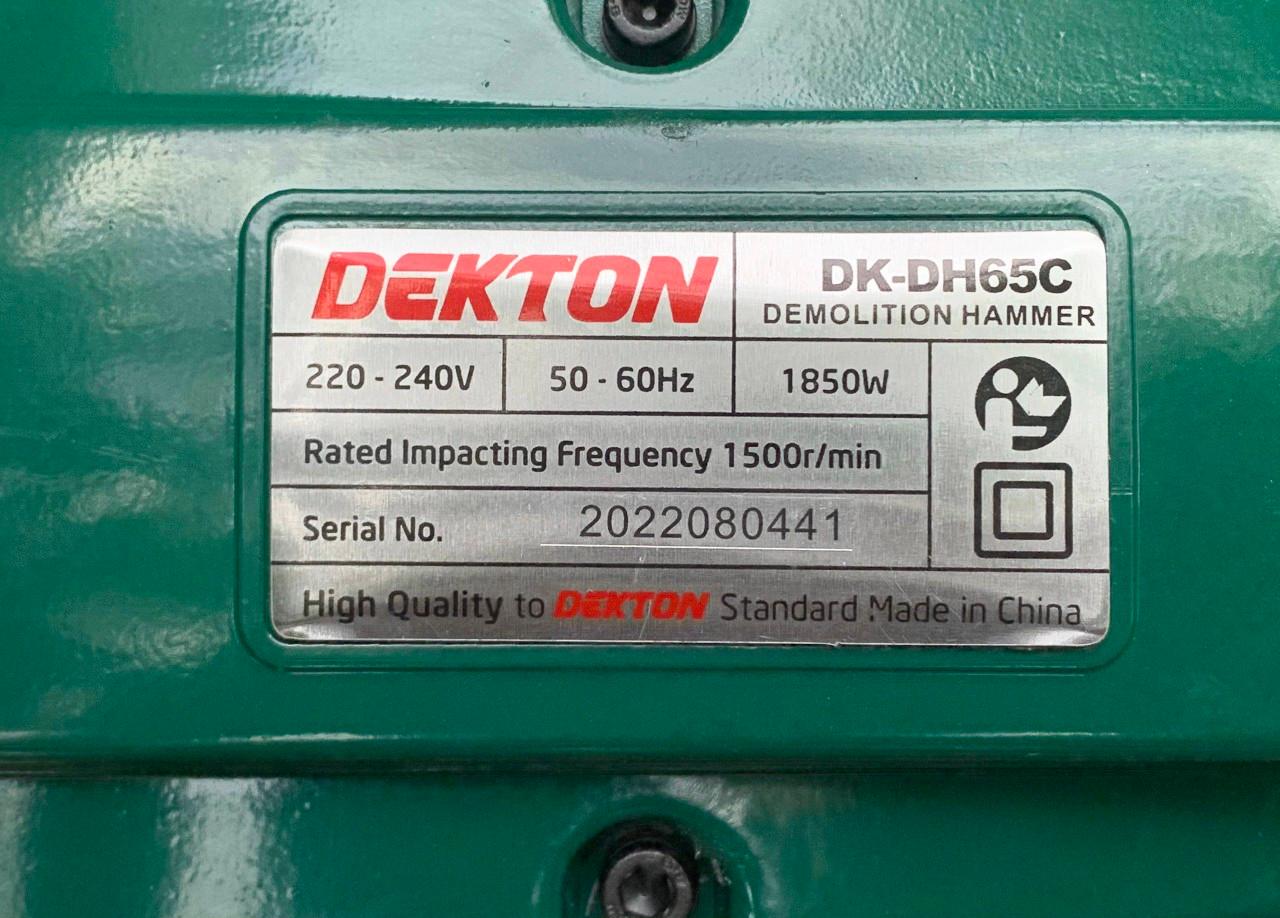 DEKTON
DK-DH65C
DEMOLITION HAMMER
220 - 240V
50 - 60Hz
1850W
Rated Impacting Frequency 1500r/min
Serial No. 2022080441
High Quality to DEKTON Standard Made in China